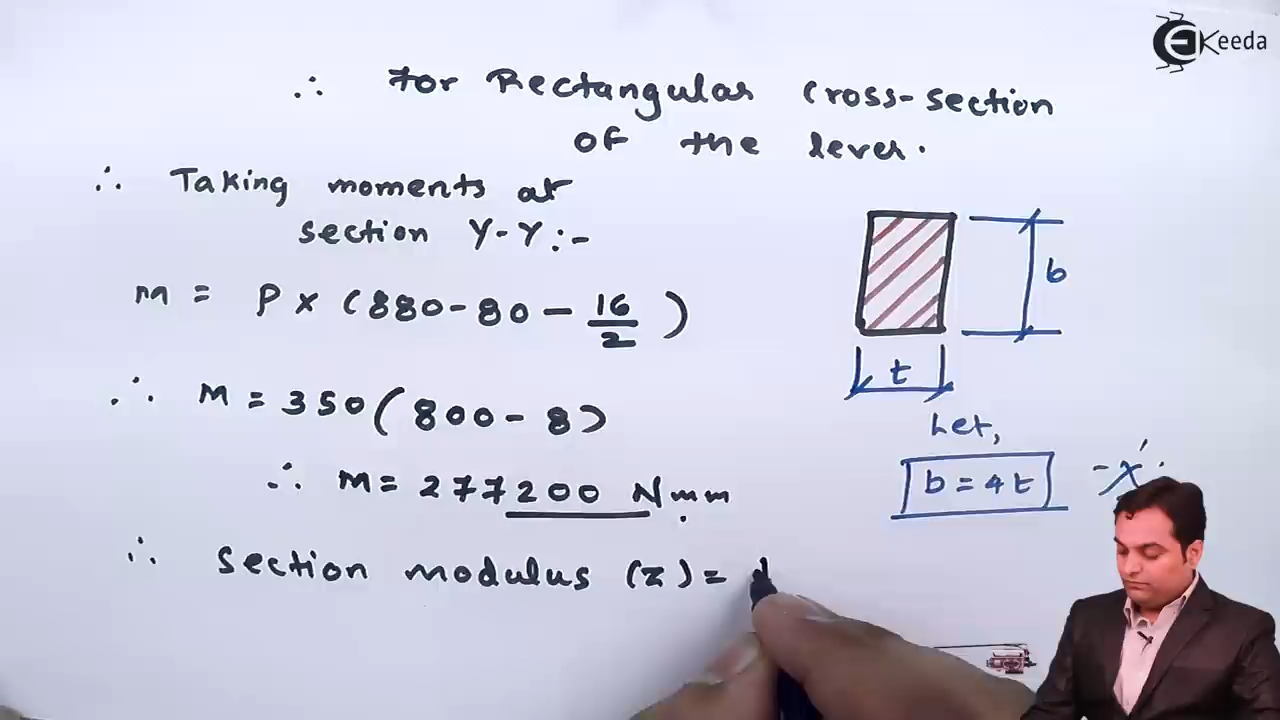 EKeeda
∴ For Rectangular Cross-section
of the lever.
∴ Taking moments at
section Y-Y:-
m = P × (880-80-16/2)
∴ M = 350(800-8)
∴ M = 277200 Nmm
∴ section modulus (z) =
b
t
Let,
b = 4t